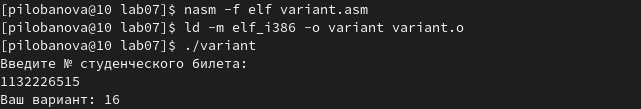 [pilobanova@10 lab07]$ nasm -f elf variant.asm
[pilobanova@10 lab07]$ ld -m elf_i386 -o variant variant.o
[pilobanova@10 lab07]$ ./variant
Введите № студенческого билета:
1132226515
Ваш вариант: 16